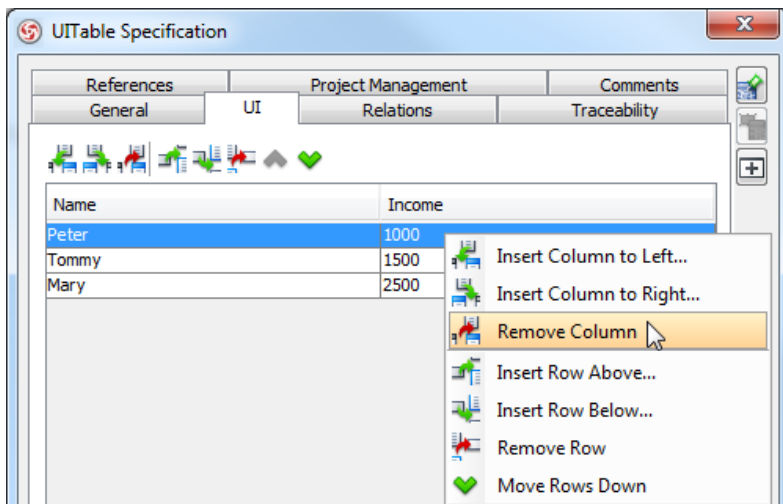 UITable Specification
References Project Management Comments
General UI Relations Traceability
Name Income
Peter 1000
Tommy 1500
Mary 2500
Insert Column to Left...
Insert Column to Right...
Remove Column
Insert Row Above...
Insert Row Below...
Remove Row
Move Rows Down